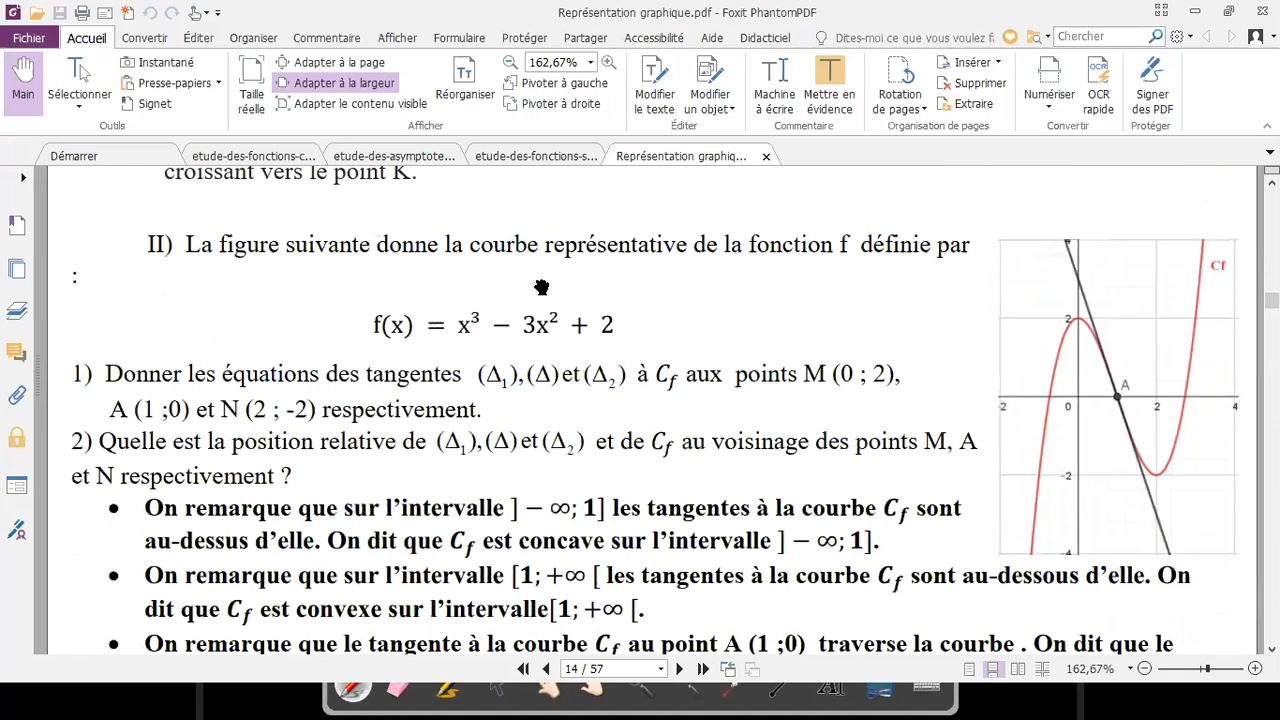 Représentation graphique.pdf - Foxit PhantomPDF
Fichier Accueil Convertir Éditer Organiser Commentaire Afficher Formulaire Protéger Partager Accessibilité Aide Didacticiel Dites-moi ce que vous voulez f Chercher
Main
Sélectionner
Instantané
Presse-papiers
Signet
Outils
Taille réelle
Adapter à la page
Adapter à la largeur
Adapter le contenu visible
Réorganiser
162,67%
Pivoter à gauche
Pivoter à droite
Afficher
Modifier le texte
Modifier un objet
Éditer
Machine à écrire
Mettre en évidence
Commentaire
Rotation de pages
Insérer
Supprimer
Extraire
Organisation de pages
Numériser
OCR rapide
Convertir
Signer des PDF
Protéger
Démarrer etude-des-fonctions-c... etude-des-asymptote... etude-des-fonctions-s... Représentation graphiq...
croissant vers le point K.
II) La figure suivante donne la courbe représentative de la fonction f définie par
:
f(x) = x³ − 3x² + 2
1) Donner les équations des tangentes (Δ₁),(Δ)et(Δ₂) à C_f aux points M (0 ; 2),
A (1 ;0) et N (2 ; -2) respectivement.
2) Quelle est la position relative de (Δ₁),(Δ)et(Δ₂) et de C_f au voisinage des points M, A
et N respectivement ?
• On remarque que sur l’intervalle ]−∞;1] les tangentes à la courbe C_f sont
au-dessus d’elle. On dit que C_f est concave sur l’intervalle ]−∞;1].
• On remarque que sur l’intervalle [1;+∞ [ les tangentes à la courbe C_f sont au-dessous d’elle. On
dit que C_f est convexe sur l’intervalle[1;+∞ [.
• On remarque que le tangente à la courbe C_f au point A (1 ;0) traverse la courbe . On dit que le
Cf
2
A
2 0 2 4
-2
-4
14 / 57
162,67%